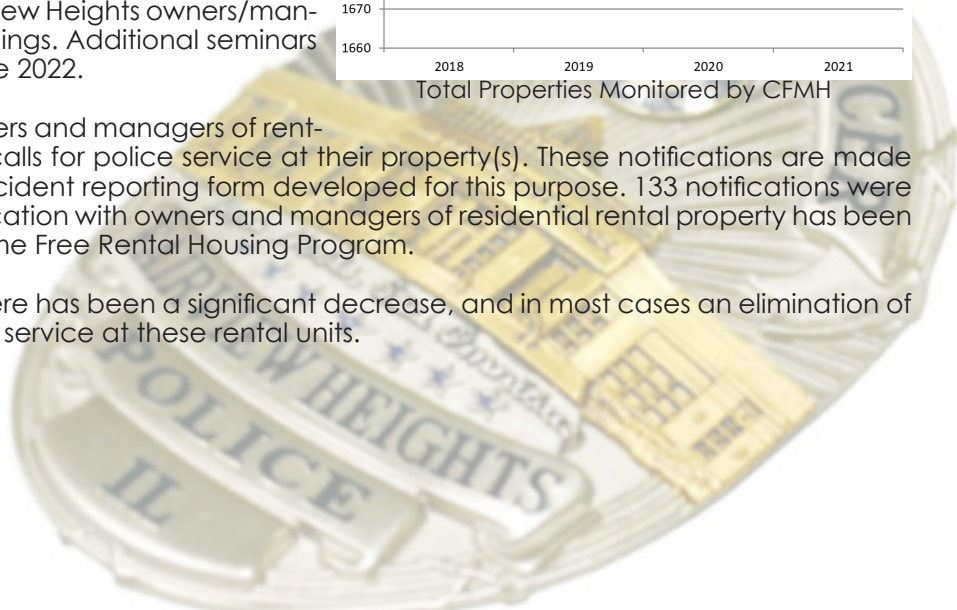 ew Heights owners/man-
ings. Additional seminars
e 2022.
1670
1660
2018 2019 2020 2021
Total Properties Monitored by CFMH
ers and managers of rent-
calls for police service at their property(s). These notifications are made
cident reporting form developed for this purpose. 133 notifications were
cation with owners and managers of residential rental property has been
me Free Rental Housing Program.
ere has been a significant decrease, and in most cases an elimination of
service at these rental units.
CFP
EW HEIGHTS
POLICE
IL